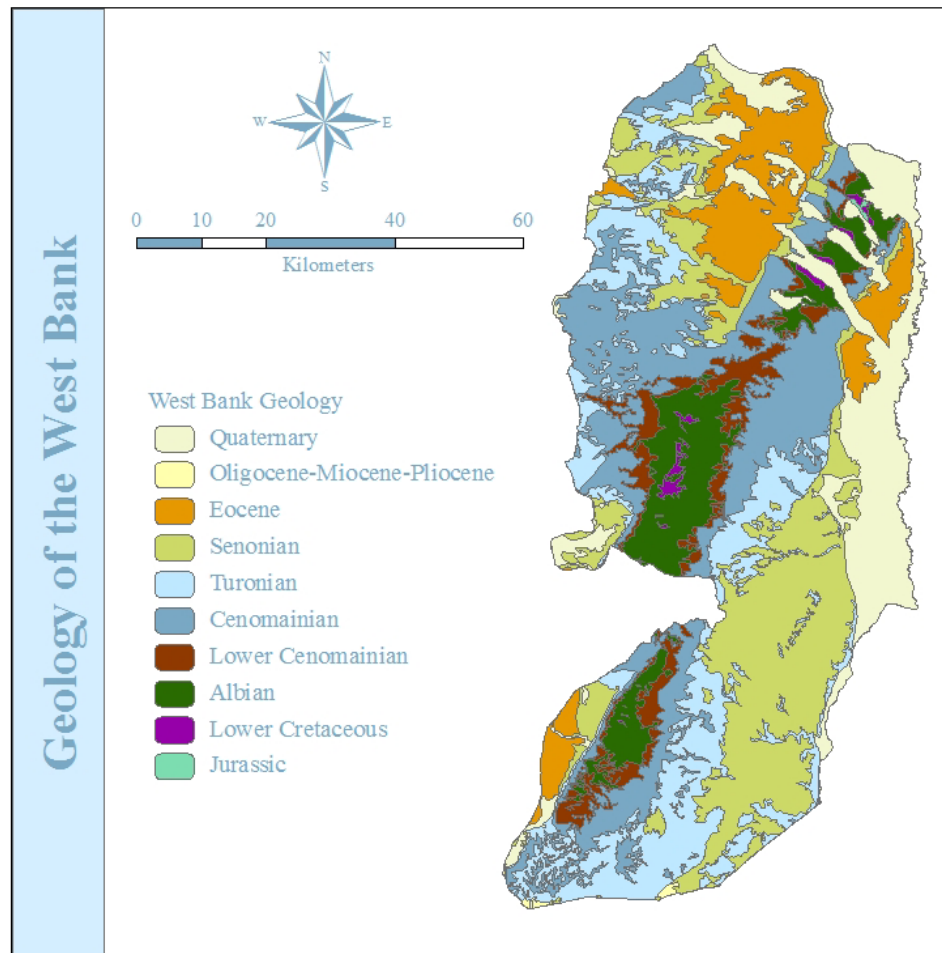 Geology of the West Bank
N
W
E
S
0 10 20 40 60
Kilometers
West Bank Geology
Quaternary
Oligocene-Miocene-Pliocene
Eocene
Senonian
Turonian
Cenomainian
Lower Cenomainian
Albian
Lower Cretaceous
Jurassic